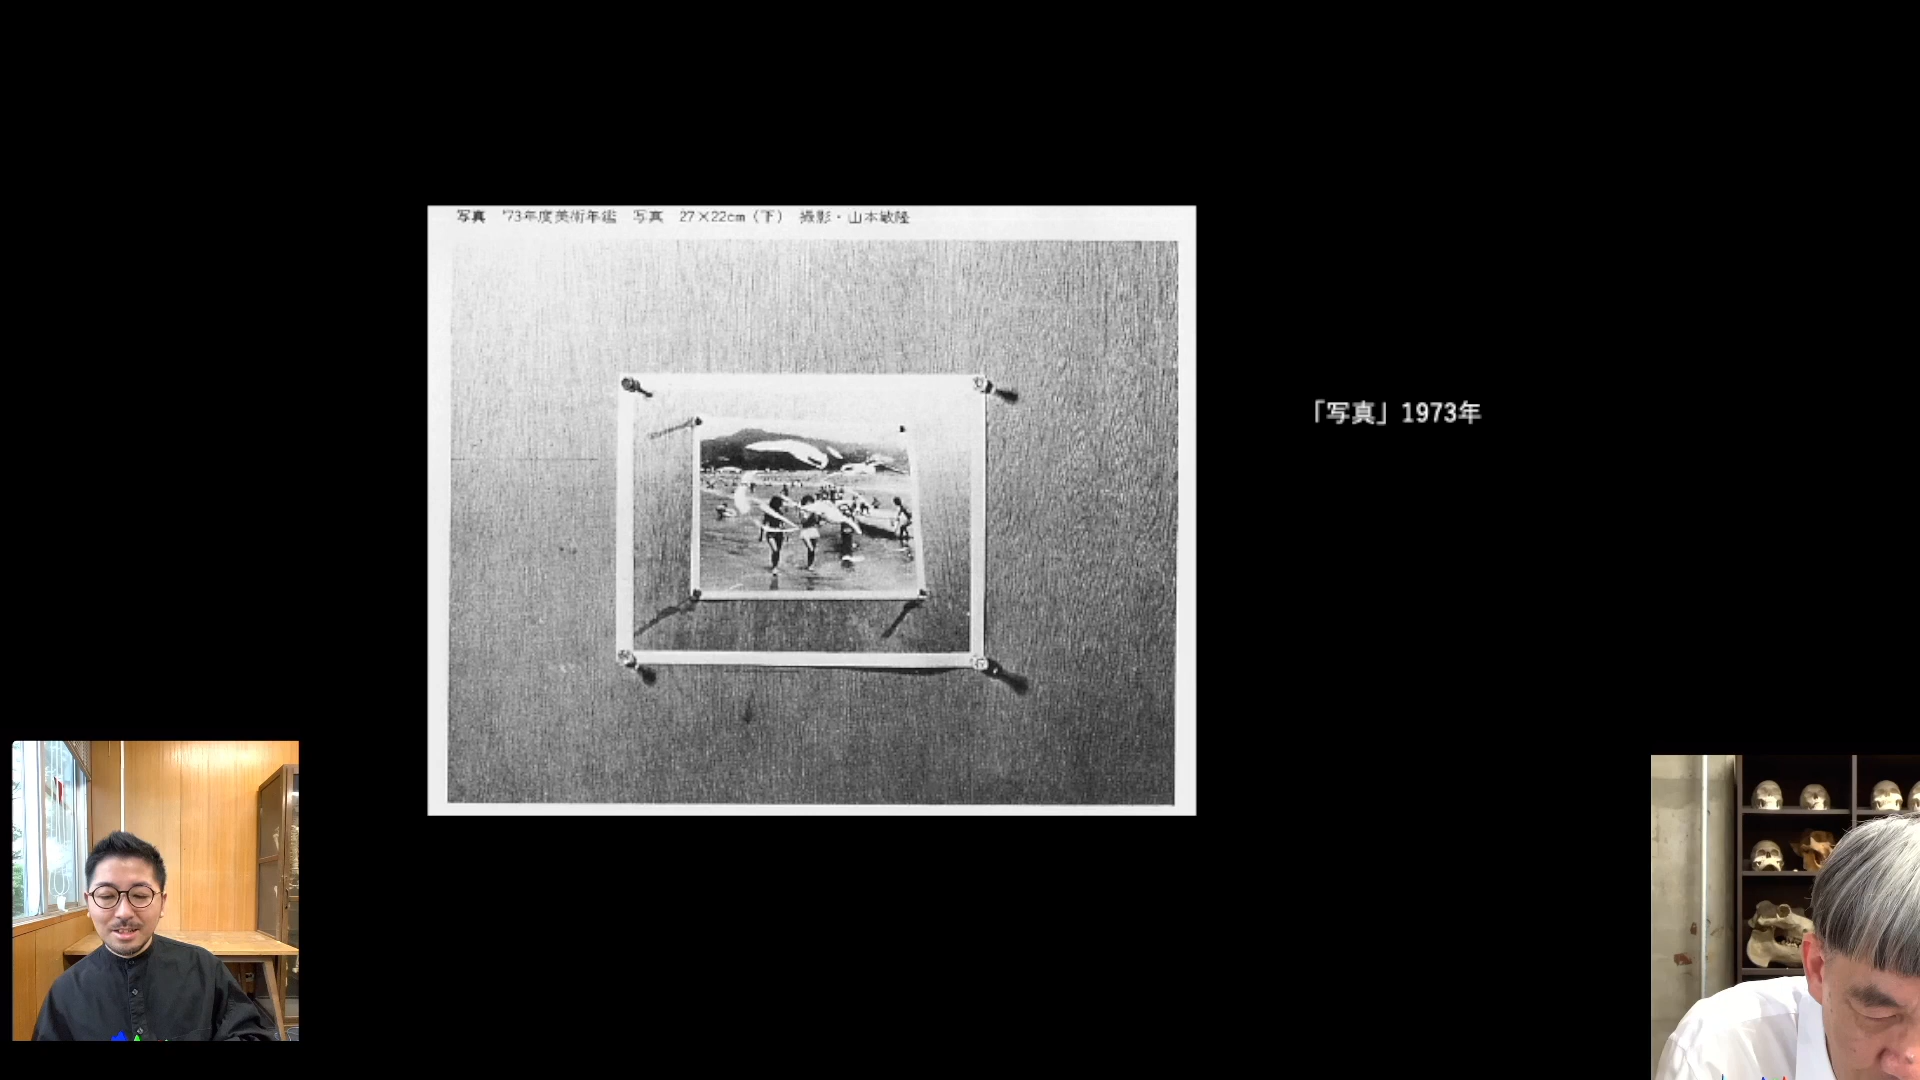 写真 '73年度美術年鑑 写真 27×22cm（下） 撮影・山本敏隆
「写真」1973年